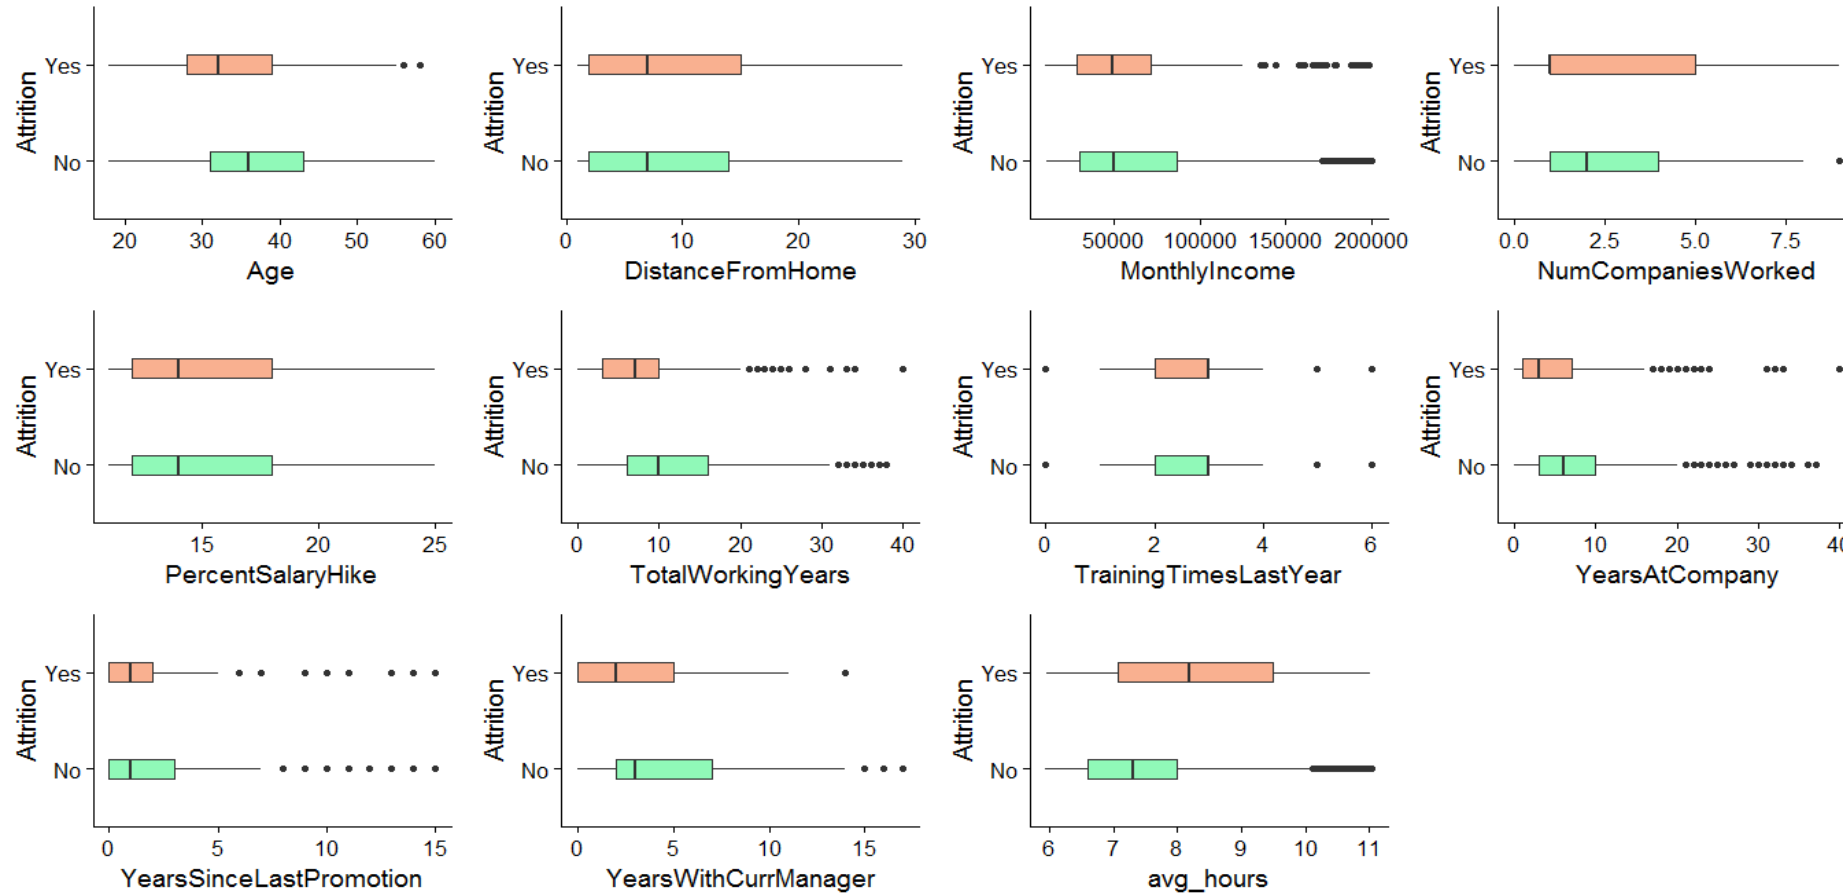 Attrition
Yes
No
20 30 40 50 60
Age
Attrition
Yes
No
0 10 20 30
DistanceFromHome
Attrition
Yes
No
50000 100000 150000 200000
MonthlyIncome
Attrition
Yes
No
0.0 2.5 5.0 7.5
NumCompaniesWorked
Attrition
Yes
No
15 20 25
PercentSalaryHike
Attrition
Yes
No
0 10 20 30 40
TotalWorkingYears
Attrition
Yes
No
0 2 4 6
TrainingTimesLastYear
Attrition
Yes
No
0 10 20 30 40
YearsAtCompany
Attrition
Yes
No
0 5 10 15
YearsSinceLastPromotion
Attrition
Yes
No
0 5 10 15
YearsWithCurrManager
Attrition
Yes
No
6 7 8 9 10 11
avg_hours